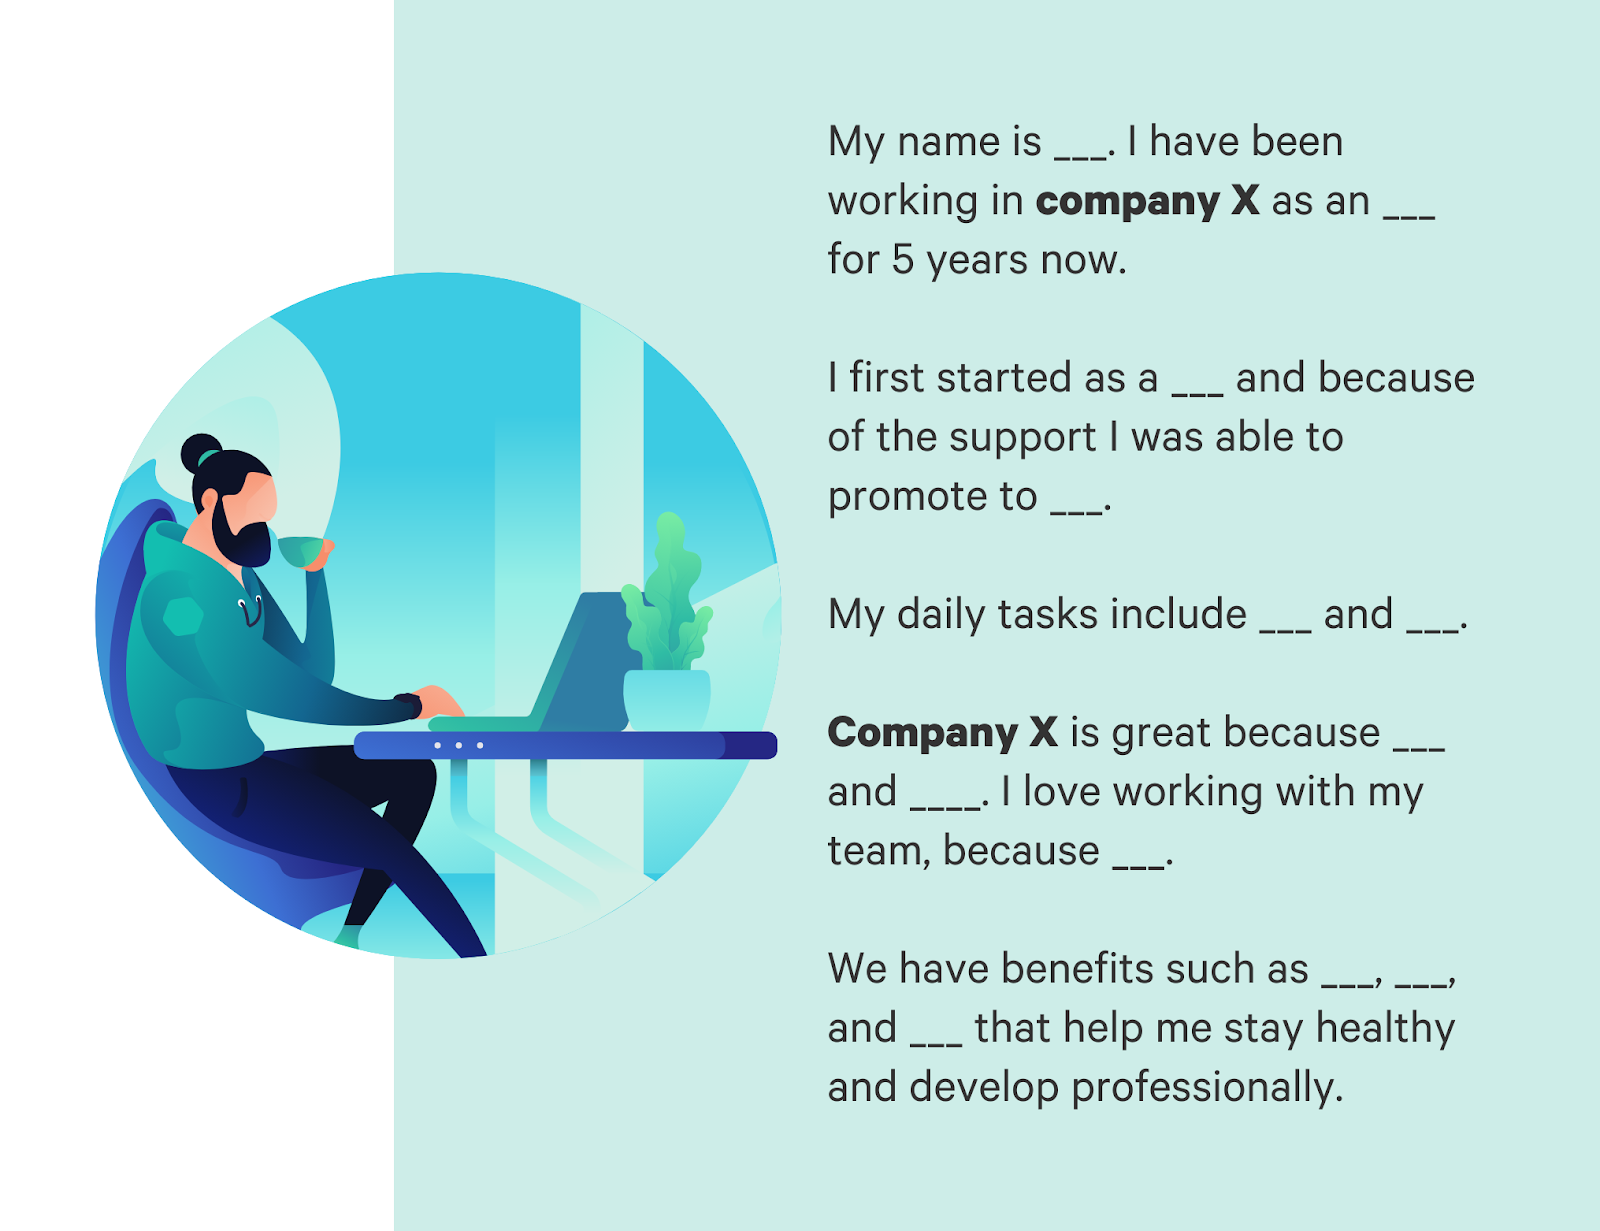 My name is ___. I have been
working in company X as an ___
for 5 years now.
I first started as a ___ and because
of the support I was able to
promote to ___.
My daily tasks include ___ and ___.
Company X is great because ___
and ____. I love working with my
team, because ___.
We have benefits such as ___, ___,
and ___ that help me stay healthy
and develop professionally.